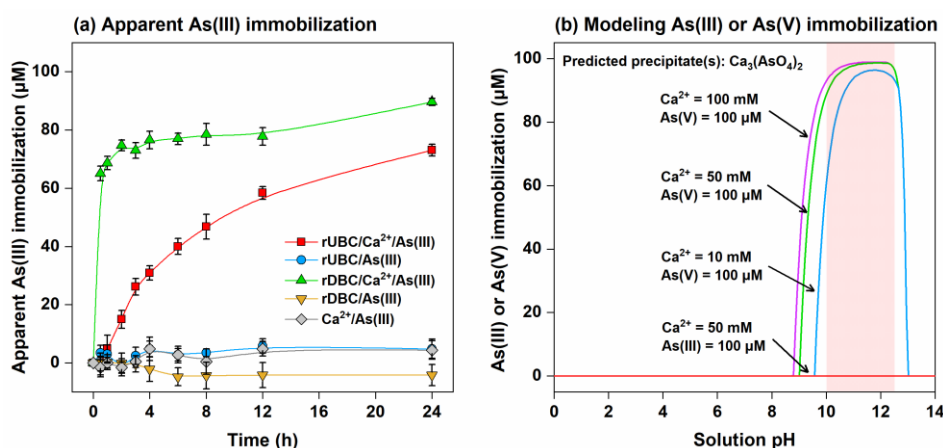 (a) Apparent As(III) immobilization
Apparent As(III) immobilization (µM)
100
80
60
40
20
0
rUBC/Ca²⁺/As(III)
rUBC/As(III)
rDBC/Ca²⁺/As(III)
rDBC/As(III)
Ca²⁺/As(III)
0
4
8
12
16
20
24
Time (h)
(b) Modeling As(III) or As(V) immobilization
As(III) or As(V) immobilization (µM)
100
80
60
40
20
0
Predicted precipitate(s): Ca₃(AsO₄)₂
Ca²⁺ = 100 mM
As(V) = 100 µM
Ca²⁺ = 50 mM
As(V) = 100 µM
Ca²⁺ = 10 mM
As(V) = 100 µM
Ca²⁺ = 50 mM
As(III) = 100 µM
0
2
4
6
8
10
12
14
Solution pH